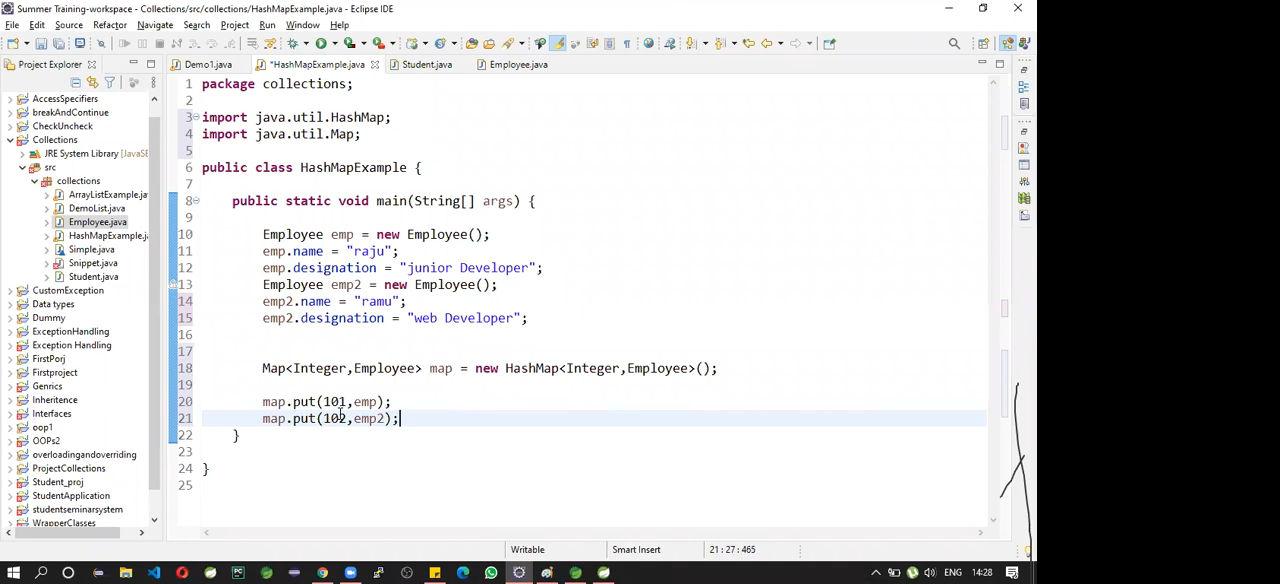 Summer Training-workspace - Collections/src/collections/HashMapExample.java - Eclipse IDE
File Edit Source Refactor Navigate Search Project Run Window Help
Project Explorer
Demo1.java *HashMapExample.java Student.java Employee.java
AccessSpecifiers
breakAndContinue
CheckUncheck
Collections
JRE System Library [JavaSE
src
collections
ArrayListExample.ja
DemoList.java
Employee.java
HashMapExample.j
Simple.java
Snippet.java
Student.java
CustomException
Data types
Dummy
ExceptionHandling
Exception Handling
FirstPorj
Firstproject
Genrics
Inheritence
Interfaces
oop1
OOPs2
overloadingandoverriding
ProjectCollections
Student_proj
StudentApplication
studentseminarsystem
WrapperClasses
1 package collections;
2
3 import java.util.HashMap;
4 import java.util.Map;
5
6 public class HashMapExample {
7
8 public static void main(String[] args) {
9
10 Employee emp = new Employee();
11 emp.name = "raju";
12 emp.designation = "junior Developer";
13 Employee emp2 = new Employee();
14 emp2.name = "ramu";
15 emp2.designation = "web Developer";
16
17
18 Map<Integer,Employee> map = new HashMap<Integer,Employee>();
19
20 map.put(101,emp);
21 map.put(102,emp2);
22 }
23
24 }
25
Writable Smart Insert 21 : 27 : 465
ENG 14:28